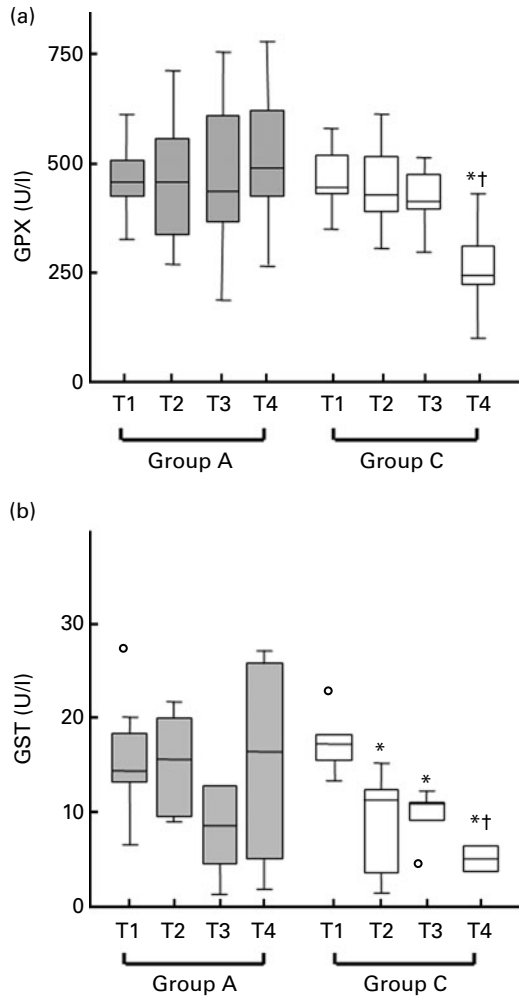 (a)
750
500
250
0
GPX (U/l)
*†
T1 T2 T3 T4 T1 T2 T3 T4
Group A Group C
(b)
30
20
10
0
GST (U/l)
* * *†
T1 T2 T3 T4 T1 T2 T3 T4
Group A Group C